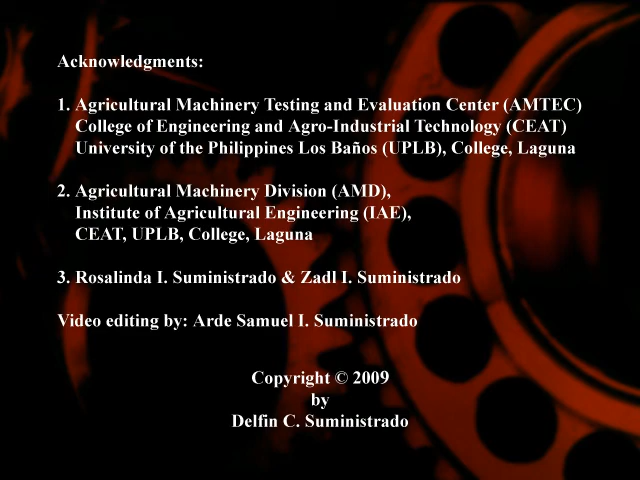 Acknowledgments:
1. Agricultural Machinery Testing and Evaluation Center (AMTEC)
College of Engineering and Agro-Industrial Technology (CEAT)
University of the Philippines Los Baños (UPLB), College, Laguna
2. Agricultural Machinery Division (AMD),
Institute of Agricultural Engineering (IAE),
CEAT, UPLB, College, Laguna
3. Rosalinda I. Suministrado & Zadl I. Suministrado
Video editing by: Arde Samuel I. Suministrado
Copyright © 2009
by
Delfin C. Suministrado